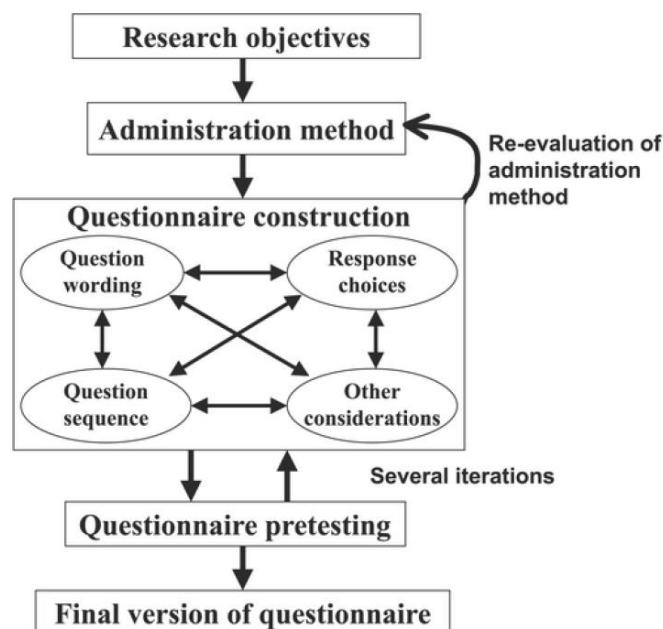 Research objectives
Administration method
Re-evaluation of
administration
method
Questionnaire construction
Question
wording
Response
choices
Question
sequence
Other
considerations
Several iterations
Questionnaire pretesting
Final version of questionnaire